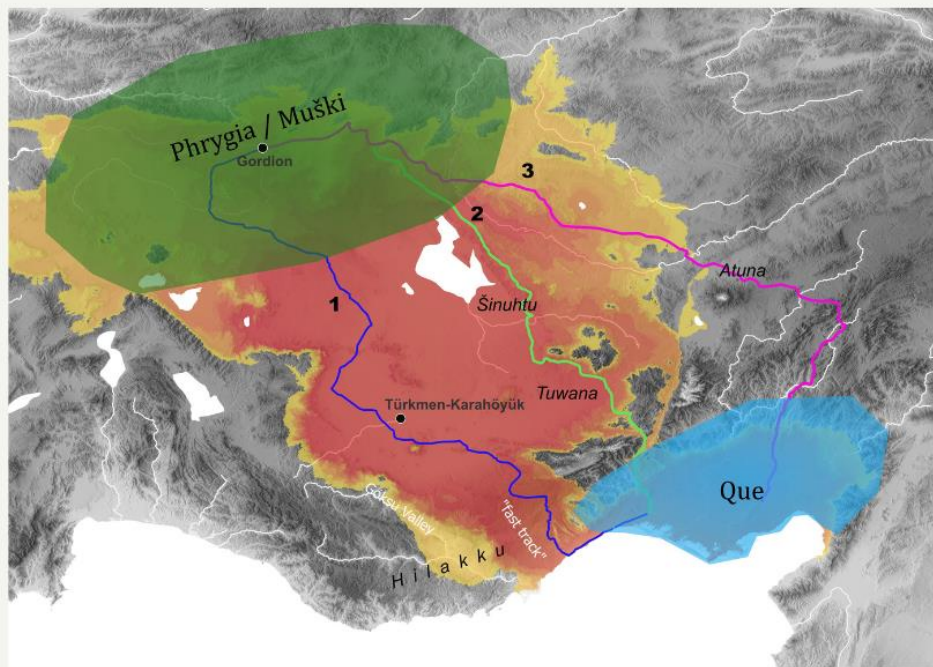 Phrygia / Muški
Gordion
3
2
Atuna
1
Šinuhtu
Tuwana
Türkmen-Karahöyük
Que
Göksu Valley
"fast track"
Hilakku